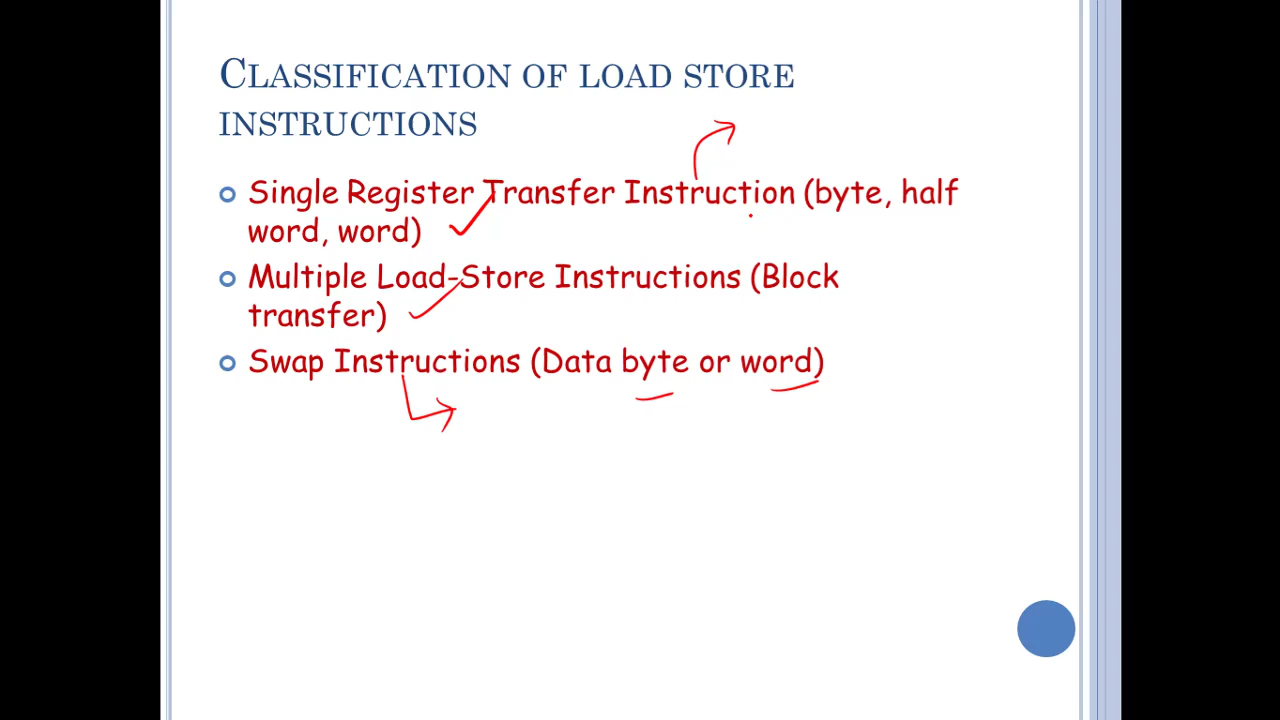 CLASSIFICATION OF LOAD STORE
INSTRUCTIONS
Single Register Transfer Instruction (byte, half
word, word)
Multiple Load-Store Instructions (Block
transfer)
Swap Instructions (Data byte or word)